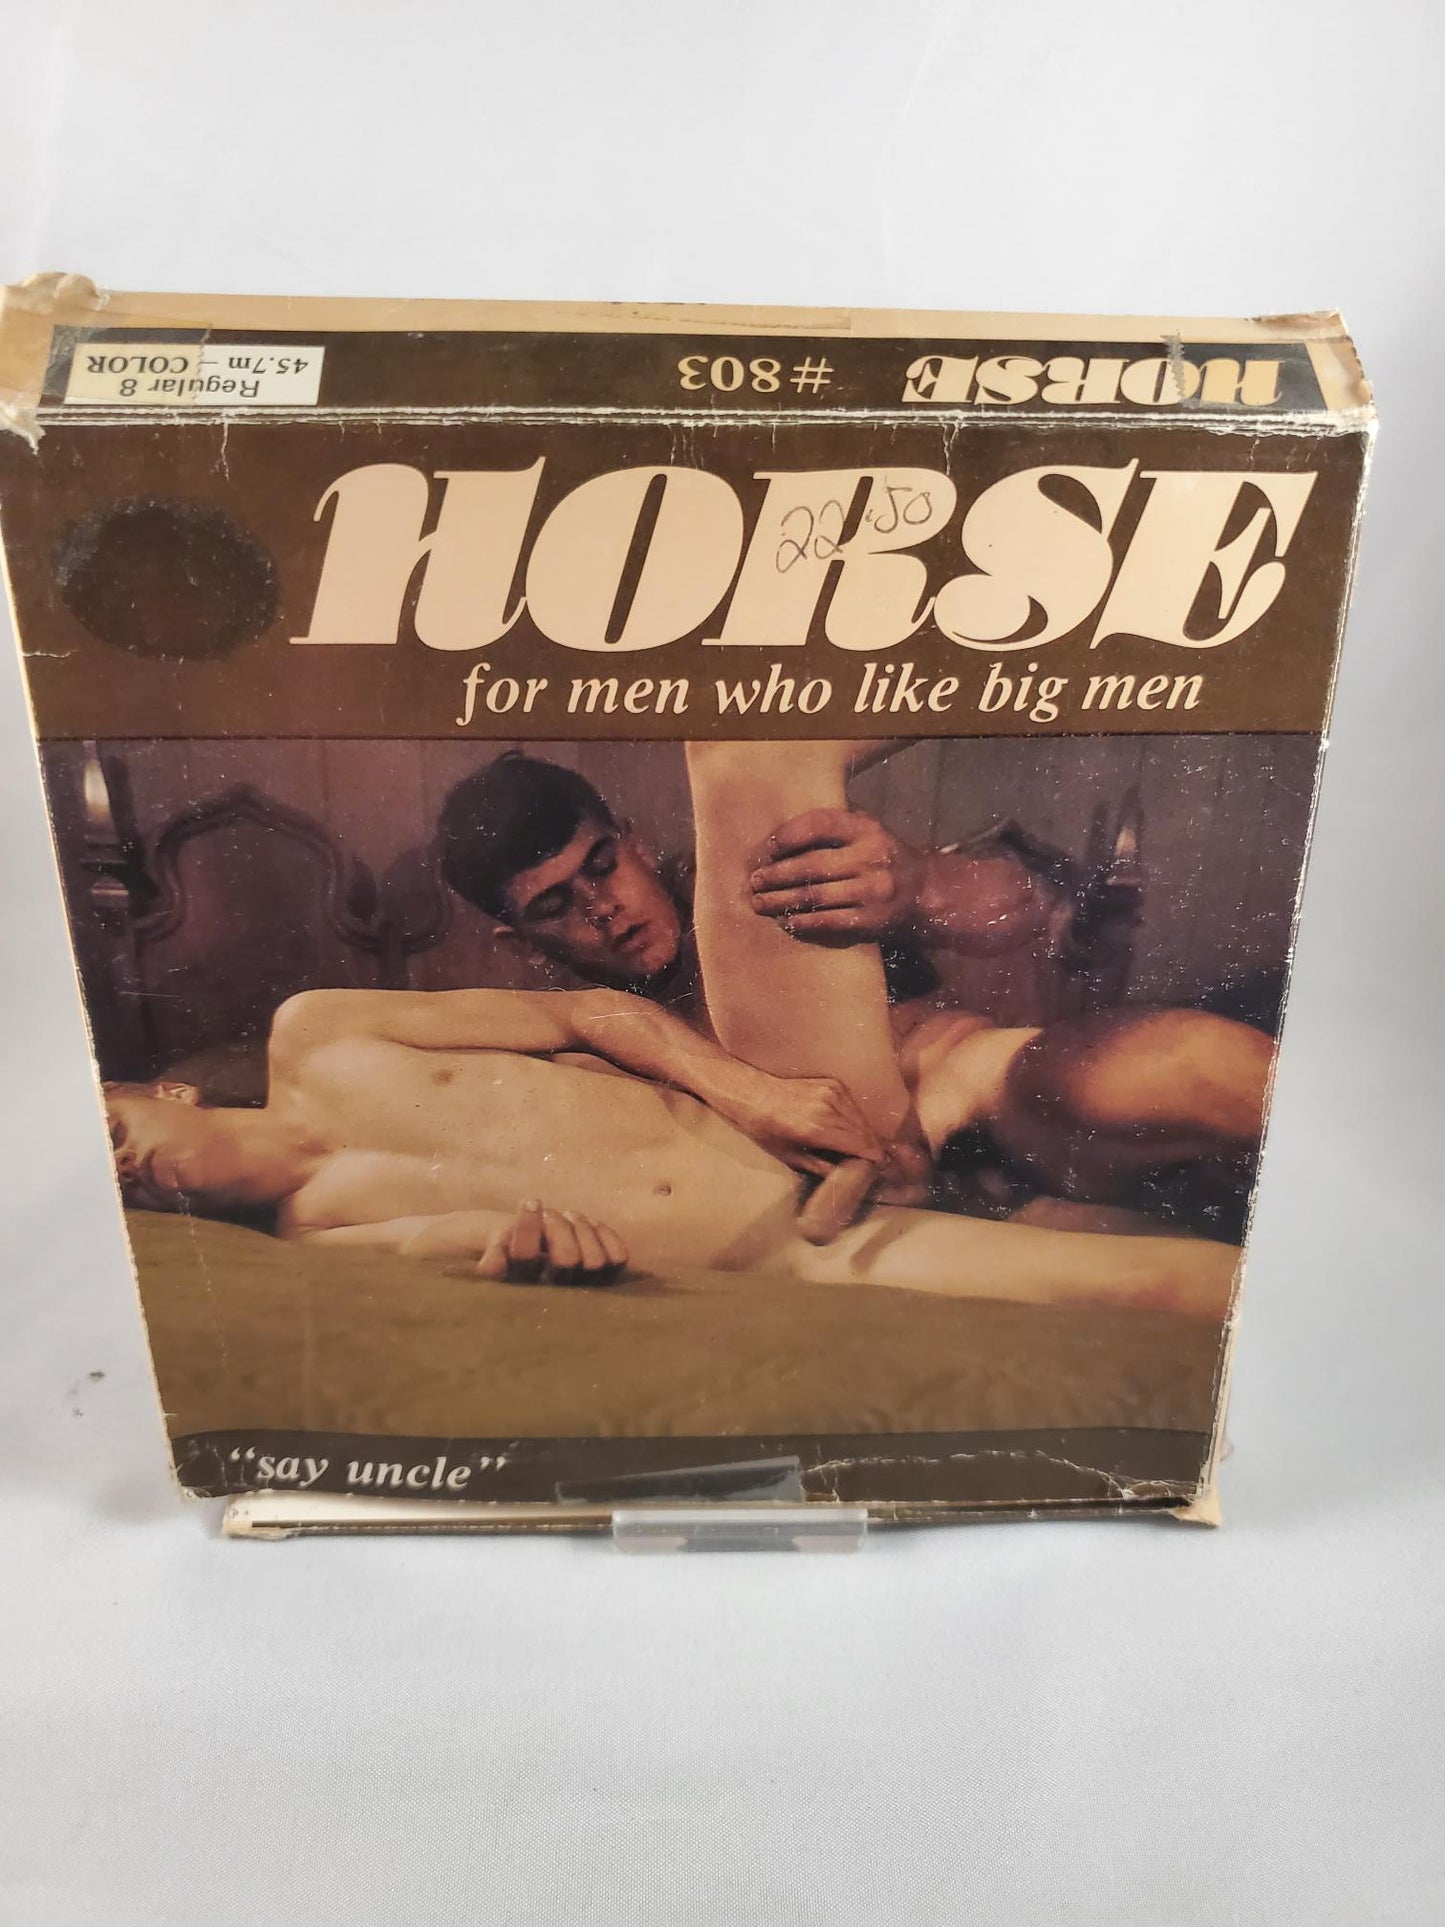 HORSE
#803
Regular 8
45.7m – COLOR
HORSE
22.50
for men who like big men
"say uncle"